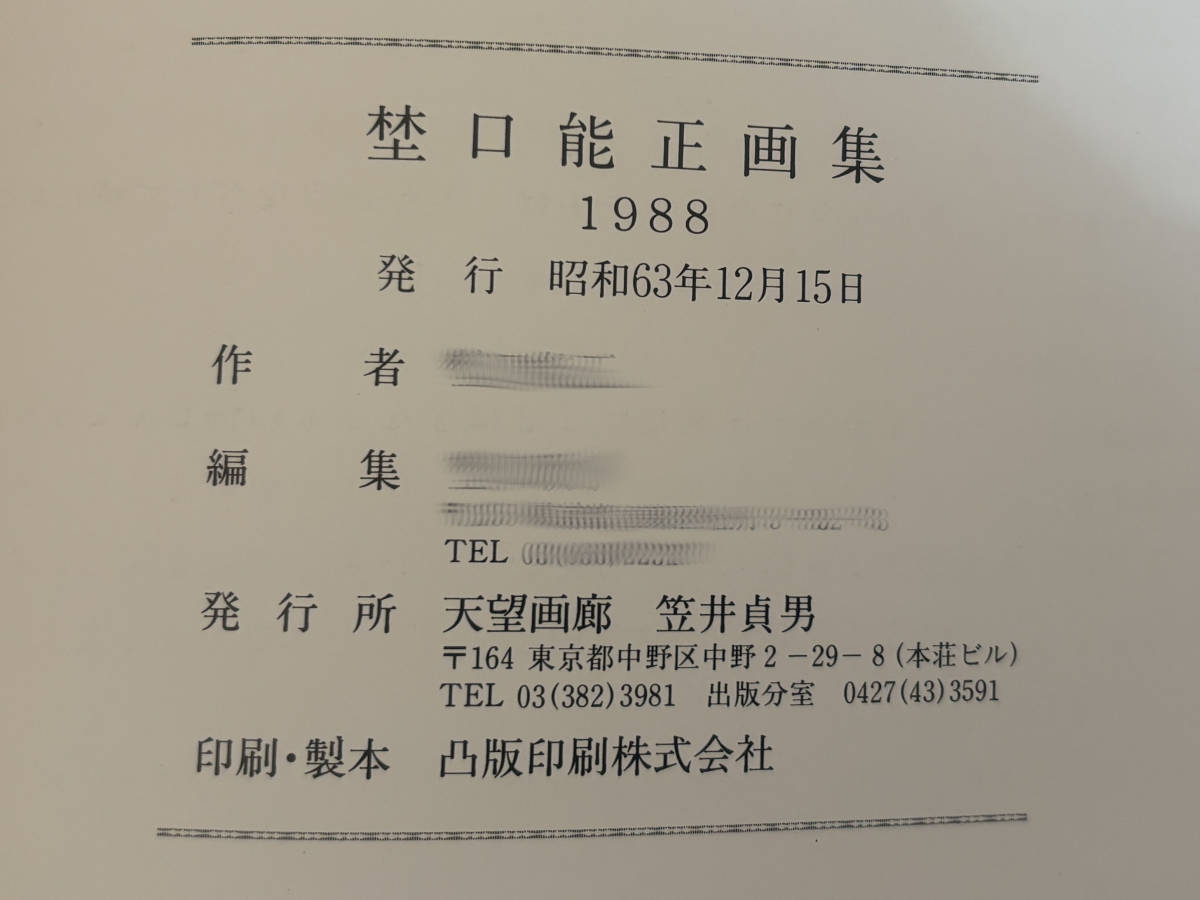 埜口能正画集
1988
発行 昭和63年12月15日
作者
編集
TEL
発行所 天望画廊 笠井貞男
〒164 東京都中野区中野2-29-8(本荘ビル)
TEL 03(382)3981 出版分室 0427(43)3591
印刷・製本 凸版印刷株式会社